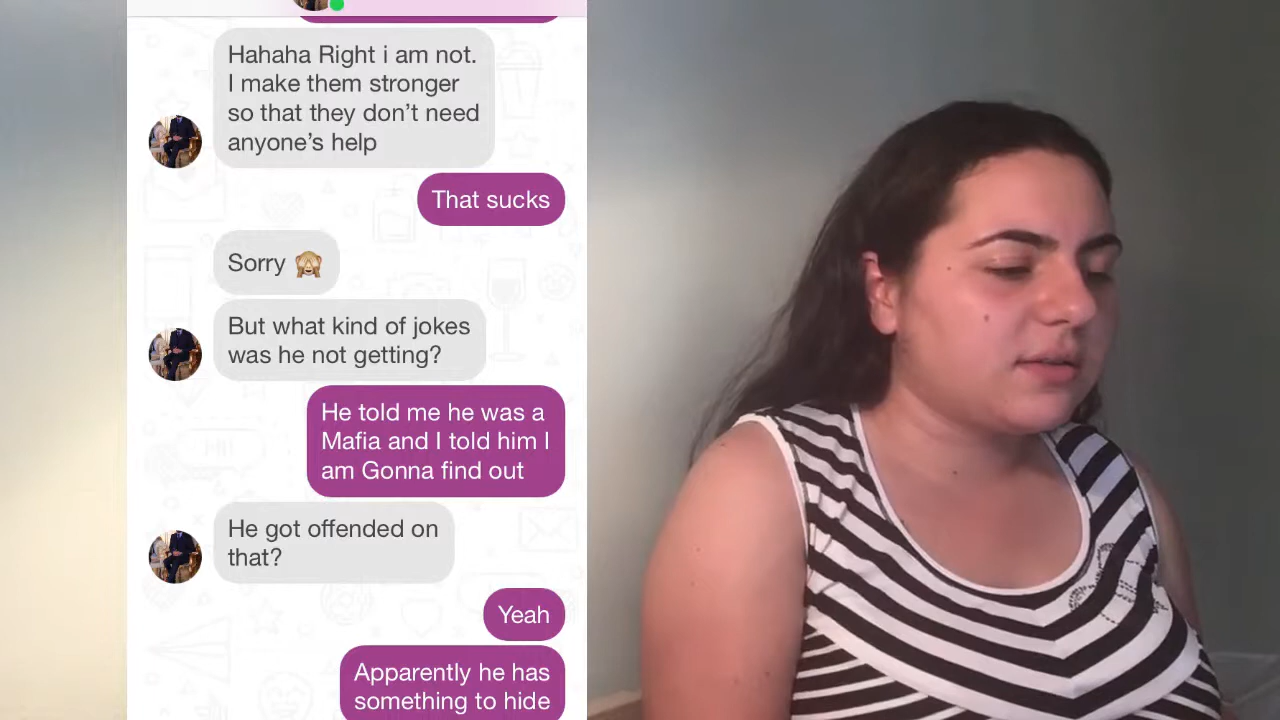 Hahaha Right i am not.
I make them stronger
so that they don’t need
anyone’s help
That sucks
Sorry 🙈
But what kind of jokes
was he not getting?
He told me he was a
Mafia and I told him I
am Gonna find out
He got offended on
that?
Yeah
Apparently he has
something to hide